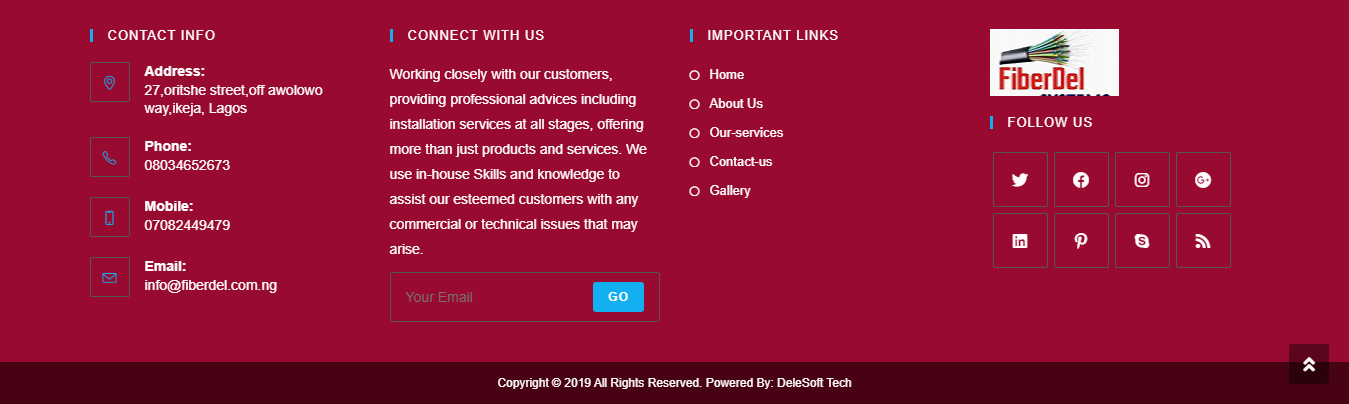 CONTACT INFO
Address:
27,oritshe street,off awolowo
way,ikeja, Lagos
Phone:
08034652673
Mobile:
07082449479
Email:
info@fiberdel.com.ng
CONNECT WITH US
Working closely with our customers,
providing professional advices including
installation services at all stages, offering
more than just products and services. We
use in-house Skills and knowledge to
assist our esteemed customers with any
commercial or technical issues that may
arise.
Your Email
GO
IMPORTANT LINKS
Home
About Us
Our-services
Contact-us
Gallery
FiberDel
FOLLOW US
Copyright © 2019 All Rights Reserved. Powered By: DeleSoft Tech